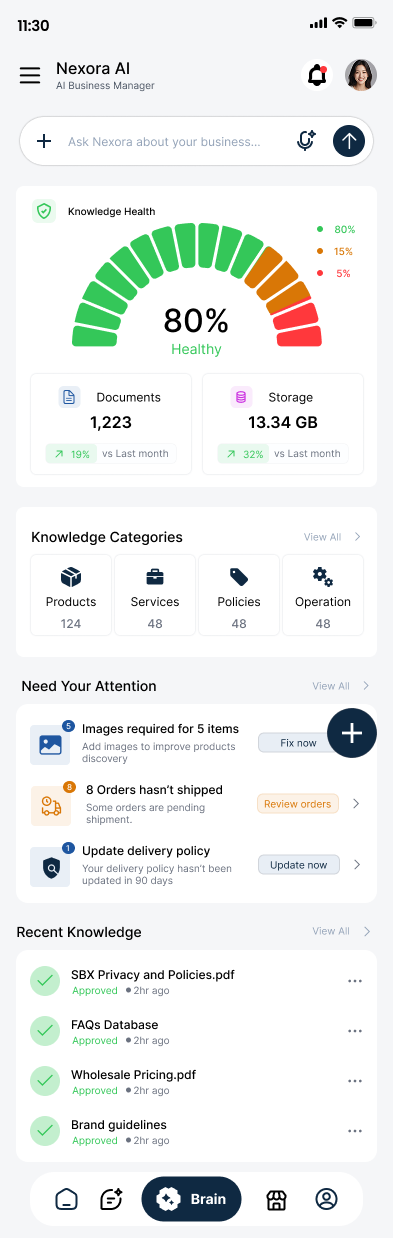 11:30
Nexora AI
AI Business Manager
Ask Nexora about your business...
Knowledge Health
80%
15%
5%
80%
Healthy
Documents
1,223
19% vs Last month
Storage
13.34 GB
32% vs Last month
Knowledge Categories
View All
Products
124
Services
48
Policies
48
Operation
48
Need Your Attention
View All
5
Images required for 5 items
Add images to improve products
discovery
Fix now
8
8 Orders hasn't shipped
Some orders are pending
shipment.
Review orders
1
Update delivery policy
Your delivery policy hasn't been
updated in 90 days
Update now
Recent Knowledge
View All
SBX Privacy and Policies.pdf
Approved • 2hr ago
FAQs Database
Approved • 2hr ago
Wholesale Pricing.pdf
Approved • 2hr ago
Brand guidelines
Approved • 2hr ago
Brain